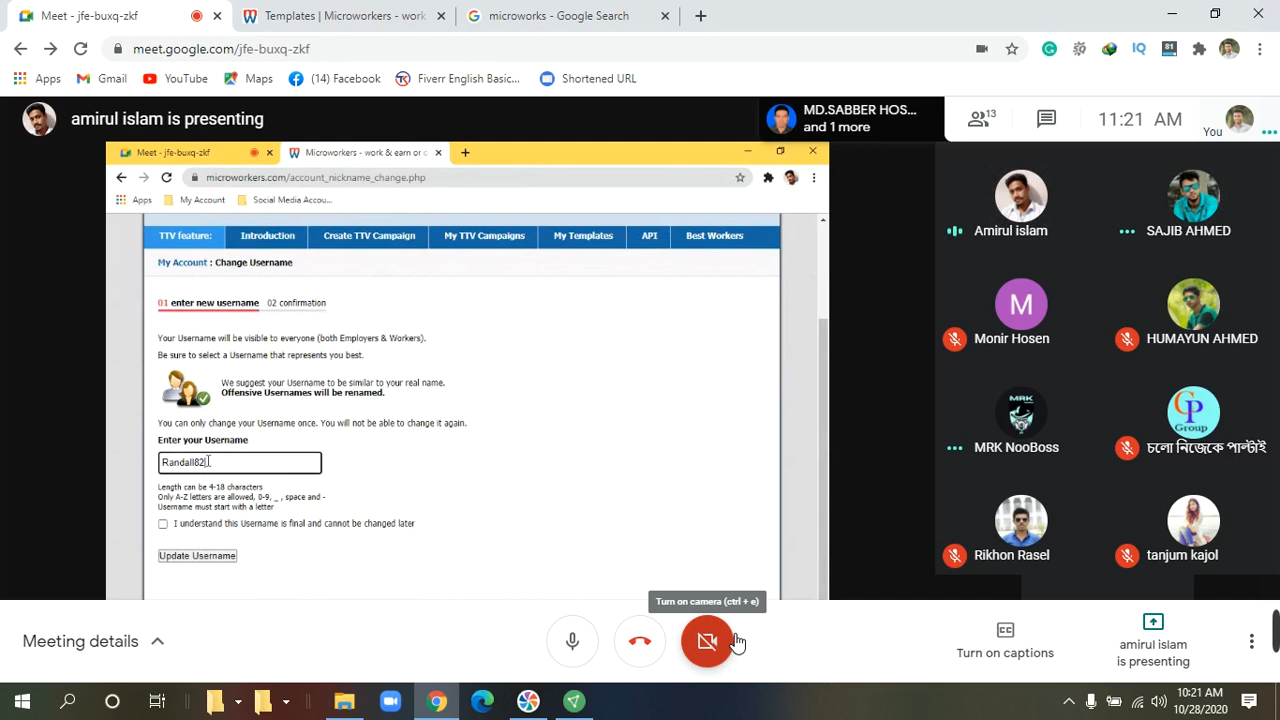 Meet - jfe-buxq-zkf
Templates | Microworkers - work
microworks - Google Search
meet.google.com/jfe-buxq-zkf
81
IQ
Apps
Gmail
YouTube
Maps
(14) Facebook
Fiverr English Basic...
Shortened URL
amirul islam is presenting
MD.SABBER HOS...
and 1 more
13
11:21 AM
You
Meet - jfe-buxq-zkf
Microworkers - work & earn or c
microworkers.com/account_nickname_change.php
Apps
My Account
Social Media Accou...
TTV feature:
Introduction
Create TTV Campaign
My TTV Campaigns
My Templates
API
Best Workers
My Account : Change Username
01 enter new username 02 confirmation
Your Username will be visible to everyone (both Employers & Workers).
Be sure to select a Username that represents you best.
We suggest your Username to be similar to your real name.
Offensive Usernames will be renamed.
You can only change your Username once. You will not be able to change it again.
Enter your Username
Randall82
Length can be 4-18 characters
Only A-Z letters are allowed, 0-9, _ , space and -
Username must start with a letter
I understand this Username is final and cannot be changed later
Update Username
Amirul islam
SAJIB AHMED
M
Monir Hosen
HUMAYUN AHMED
MRK
MRK NooBoss
CP
Group
চলো নিজেকে পাল্টাই
Rikhon Rasel
tanjum kajol
Turn on camera (ctrl + e)
Meeting details
CC
Turn on captions
amirul islam
is presenting
10:21 AM
10/28/2020